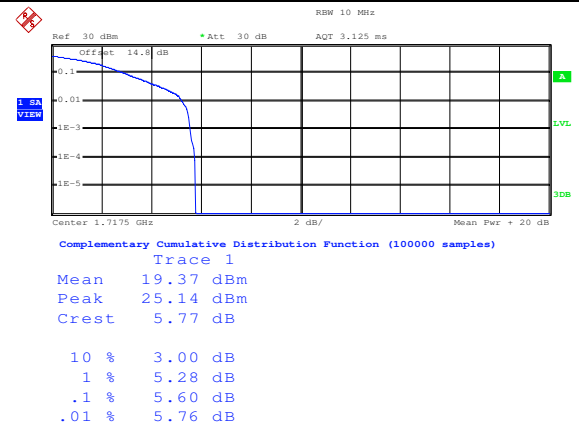 RBW 10 MHz
Ref 30 dBm * Att 30 dB AQT 3.125 ms
Offset 14.8 dB
A
0.1
1 SA
VIEW
0.01
LVL
1E-3
1E-4
1E-5
3DB
Center 1.7175 GHz 2 dB/ Mean Pwr + 20 dB
Complementary Cumulative Distribution Function (100000 samples)
Trace 1
Mean 19.37 dBm
Peak 25.14 dBm
Crest 5.77 dB
10 % 3.00 dB
1 % 5.28 dB
.1 % 5.60 dB
.01 % 5.76 dB